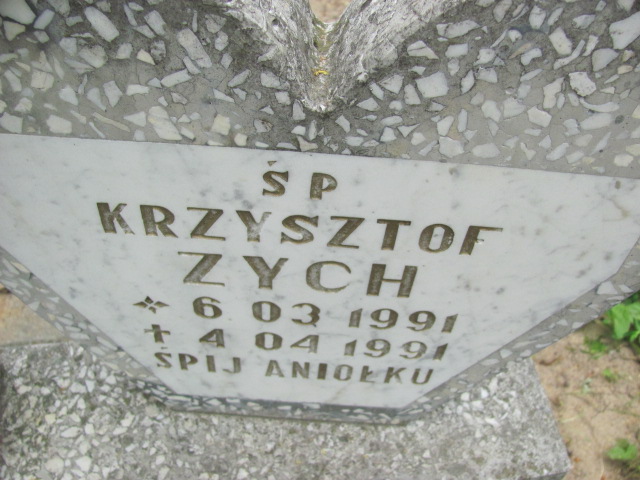 ŚP
KRZYSZTOF
ZYCH
6 03 1991
† 4 04 1991
ŚPIJ ANIOŁKU